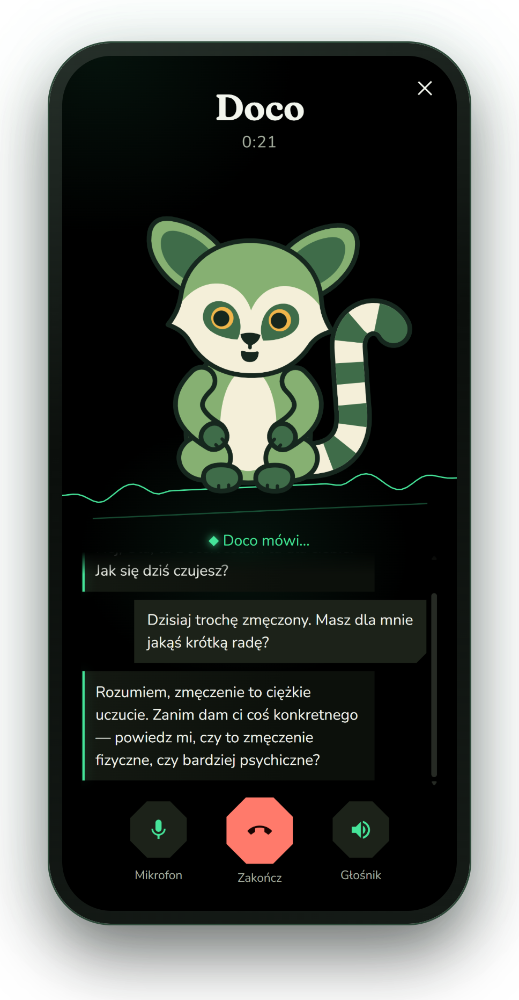 Doco
0:21
Doco mówi...
Jak się dziś czujesz?
Dzisiaj trochę zmęczony. Masz dla mnie
jakąś krótką radę?
Rozumiem, zmęczenie to ciężkie
uczucie. Zanim dam ci coś konkretnego
— powiedz mi, czy to zmęczenie
fizyczne, czy bardziej psychiczne?
Mikrofon
Zakończ
Głośnik